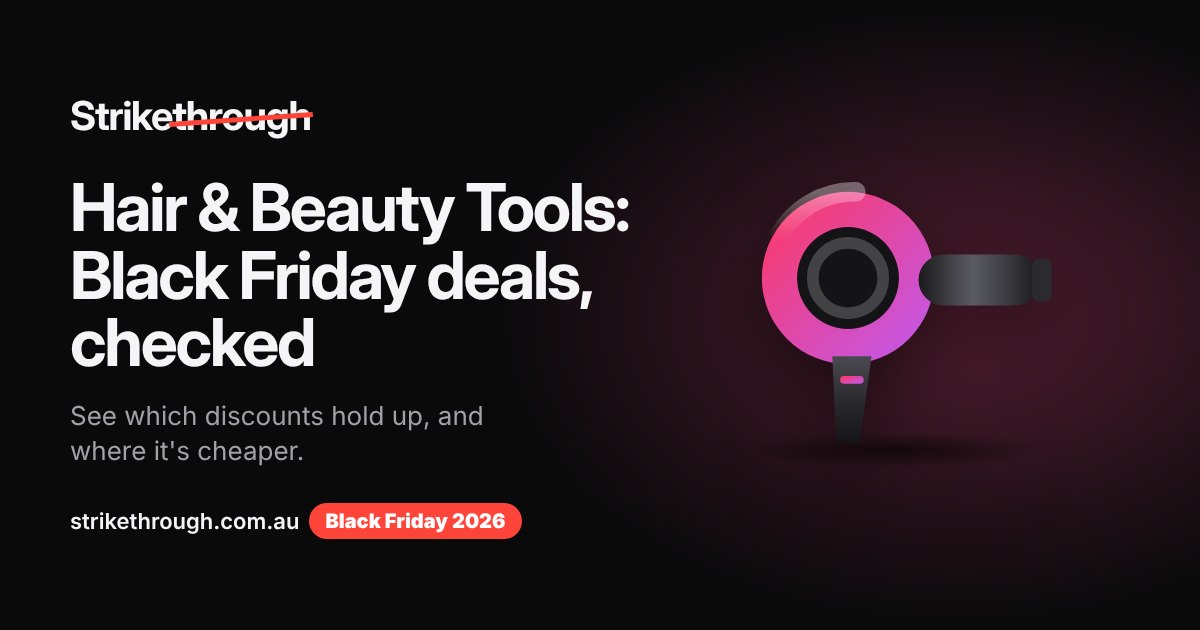 Strikethrough
Hair & Beauty Tools:
Black Friday deals,
checked
See which discounts hold up, and
where it's cheaper.
strikethrough.com.au Black Friday 2026